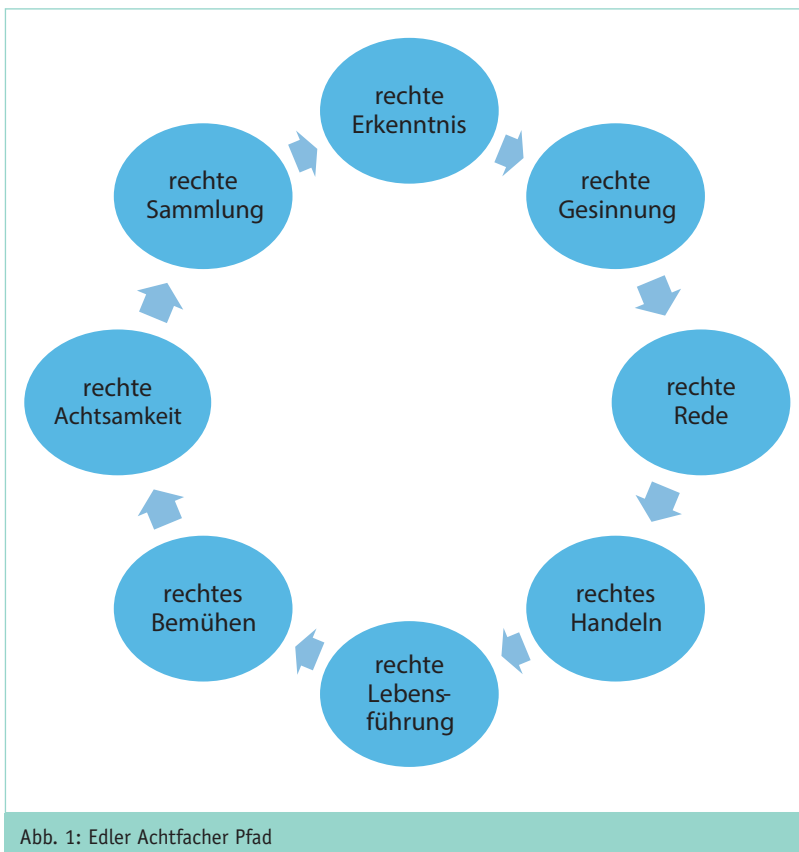 rechte
Erkenntnis
rechte
Gesinnung
rechte
Rede
rechtes
Handeln
rechte
Lebens-
führung
rechtes
Bemühen
rechte
Achtsamkeit
rechte
Sammlung
Abb. 1: Edler Achtfacher Pfad